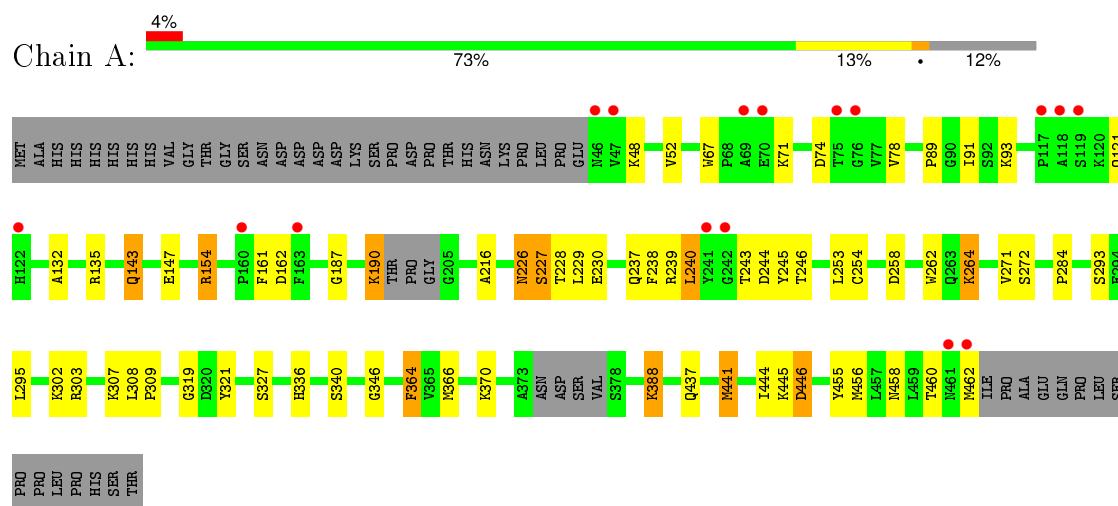 4%
Chain A:
73% 13% • 12%
MET ALA HIS HIS HIS HIS HIS HIS VAL GLY THR GLY SER ASN ASP ASP ASP ASP LYS SER PRO ASP PRO THR HIS ASN LYS PRO LEU PRO GLU N46 V47 K48 V52 W67 P68 A69 E70 K71 D74 T75 G76 V77 V78 P89 G90 I91 S92 K93 P117 A118 S119 K120 Q121
H122 A132 R135 Q143 E147 R154 P160 F161 D162 F163 G187 K190 THR PRO GLY G205 A216 N226 S227 T228 L229 E230 Q237 F238 R239 L240 Y241 G242 T243 D244 Y245 T246 L253 C254 D258 W262 Q263 K264 V271 S272 P284 S293 E294
L295 K302 R303 K307 L308 P309 G319 D320 Y321 S327 H336 S340 G346 F364 V365 M366 K370 A373 ASN ASP SER VAL S378 K388 Q437 M441 I444 K445 D446 Y455 M456 L457 N458 L459 T460 N461 M462 ILE PRO ALA GLU GLN PRO LEU SER
PRO PRO LEU PRO HIS SER THR